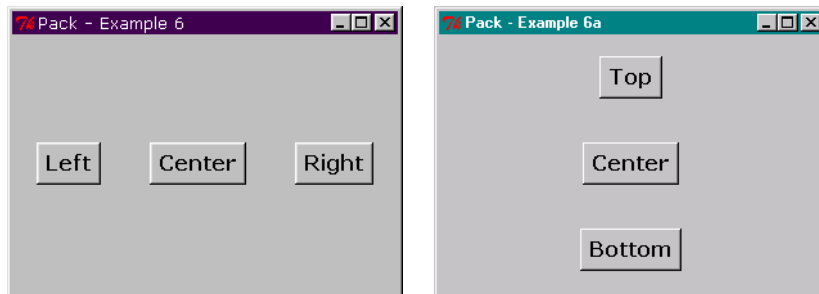 Pack - Example 6
Left Center Right
Pack - Example 6a
Top
Center
Bottom